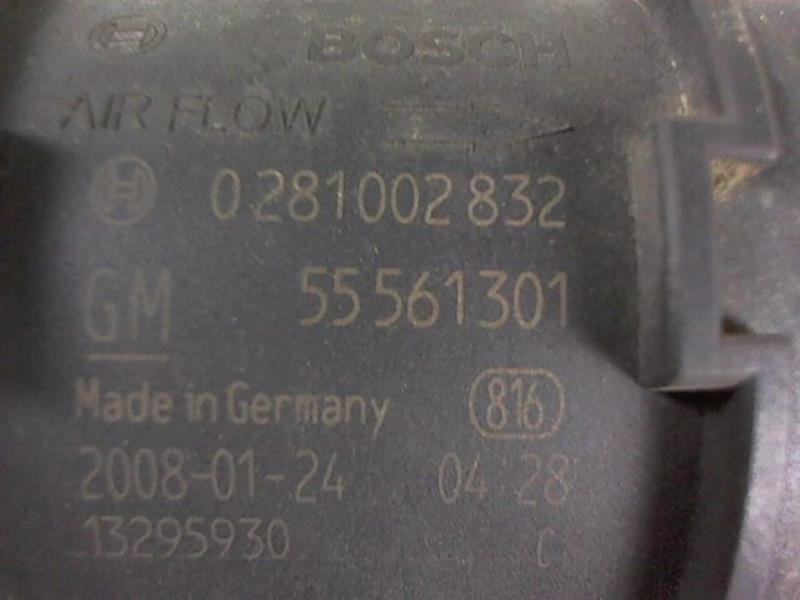 BOSCH
AIR FLOW
0 281 002 832
GM 55 561 301
Made in Germany 816
2008-01-24 04 28
13295930 C